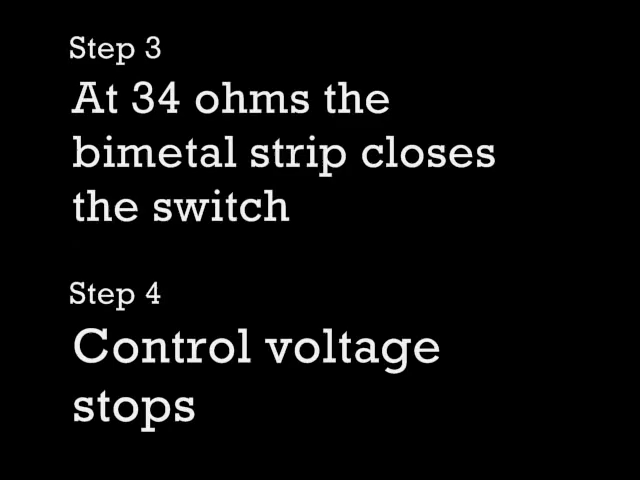 Step 3
At 34 ohms the
bimetal strip closes
the switch
Step 4
Control voltage
stops